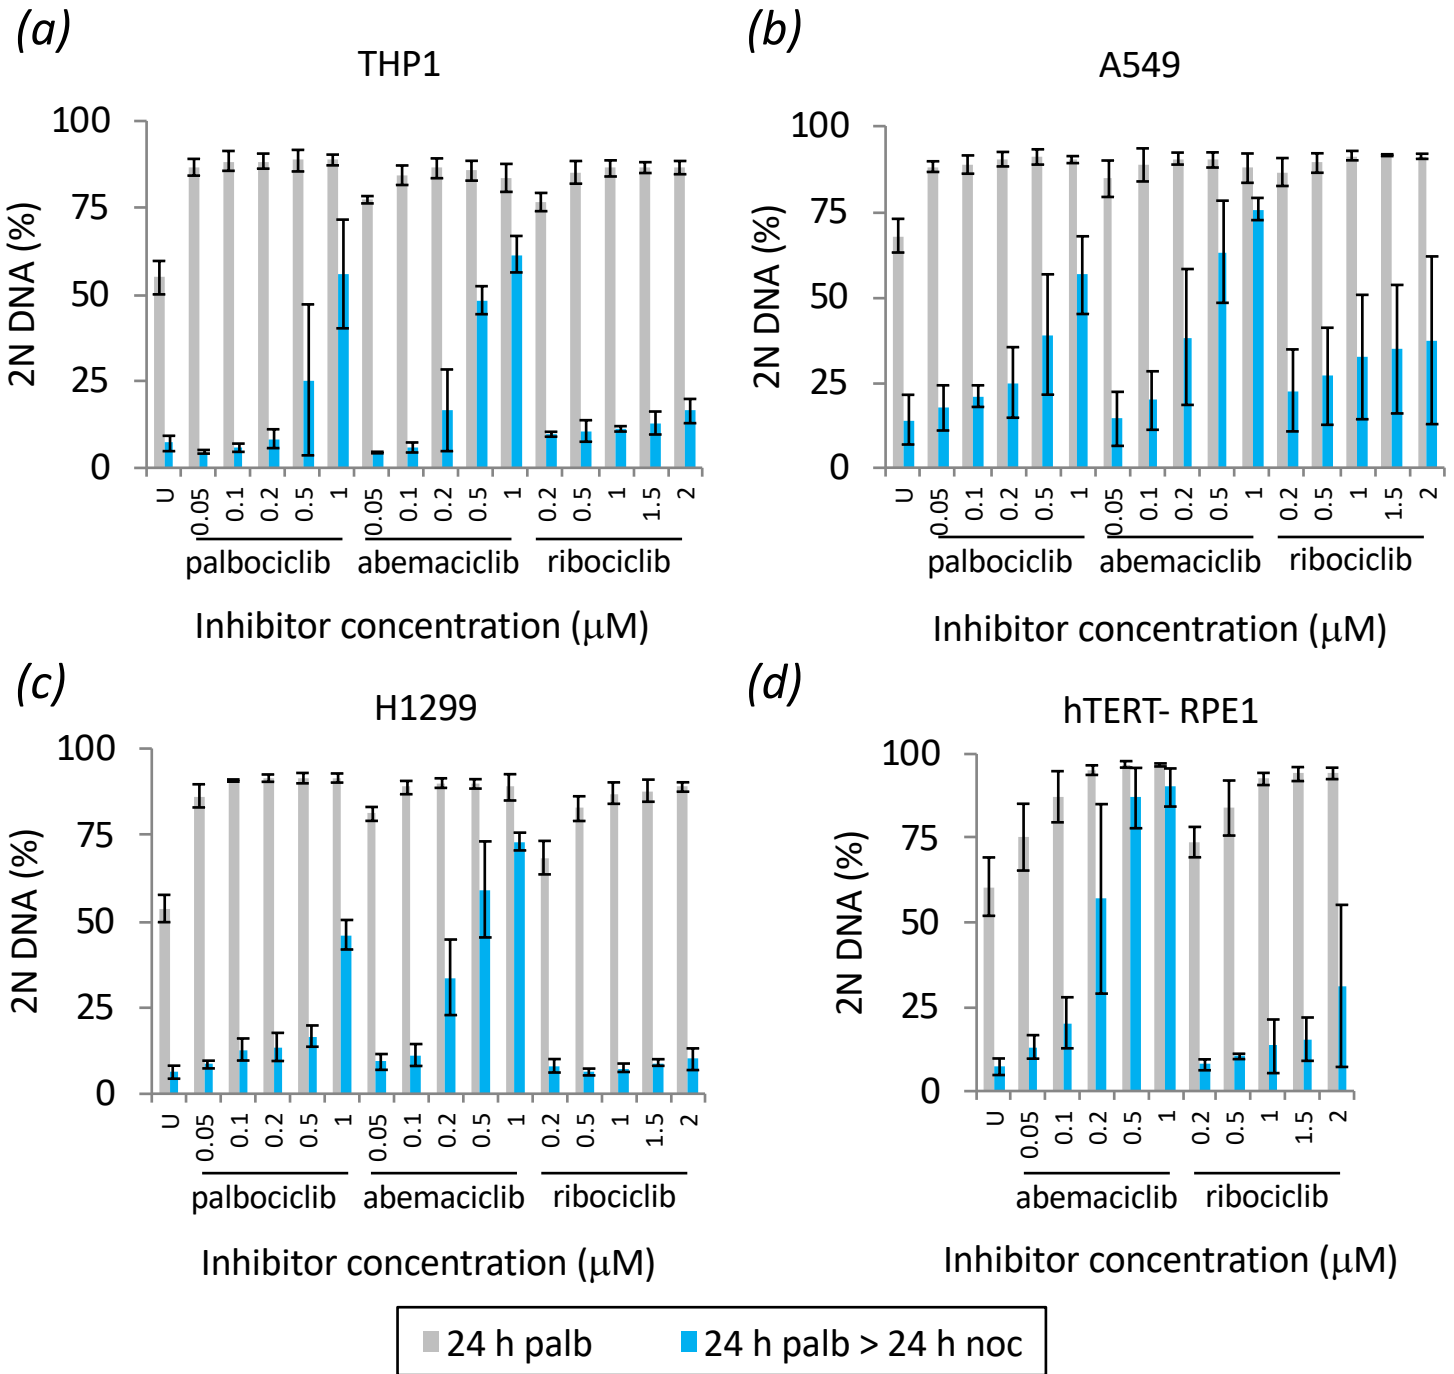 (a)
THP1
2N DNA (%)
100
75
50
25
0
U 0.05 0.1 0.2 0.5 1 0.05 0.1 0.2 0.5 1 0.2 0.5 1 1.5 2
palbociclib abemaciclib ribociclib
Inhibitor concentration (μM)
(b)
A549
2N DNA (%)
100
75
50
25
0
U 0.05 0.1 0.2 0.5 1 0.05 0.1 0.2 0.5 1 0.2 0.5 1 1.5 2
palbociclib abemaciclib ribociclib
Inhibitor concentration (μM)
(c)
H1299
2N DNA (%)
100
75
50
25
0
U 0.05 0.1 0.2 0.5 1 0.05 0.1 0.2 0.5 1 0.2 0.5 1 1.5 2
palbociclib abemaciclib ribociclib
Inhibitor concentration (μM)
(d)
hTERT- RPE1
2N DNA (%)
100
75
50
25
0
U 0.05 0.1 0.2 0.5 1 0.2 0.5 1 1.5 2
abemaciclib ribociclib
Inhibitor concentration (μM)
24 h palb 24 h palb > 24 h noc